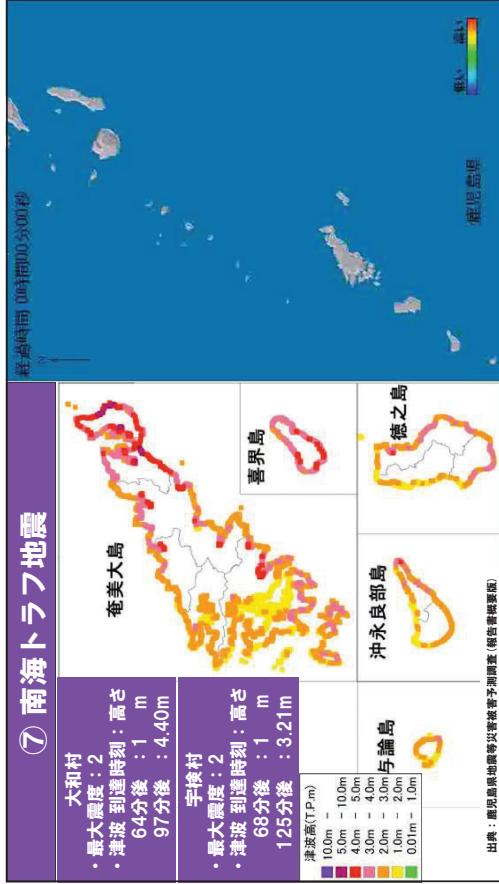 ⑦ 南海トラフ地震
大和村
・最大震度：2
・津波 到達時刻：高さ
64分後 ：1 m
97分後 ：4.40m
宇検村
・最大震度：2
・津波 到達時刻：高さ
68分後 ：1 m
125分後 ：3.21m
津波高(T.P.m)
10.0m -
5.0m - 10.0m
4.0m - 5.0m
3.0m - 4.0m
2.0m - 3.0m
1.0m - 2.0m
0.01m - 1.0m
奄美大島
喜界島
徳之島
沖永良部島
与論島
出典：鹿児島県地震等災害被害予測調査（報告書概要版）
経過時間 0時間00分00秒
N
低い 高い
鹿児島県